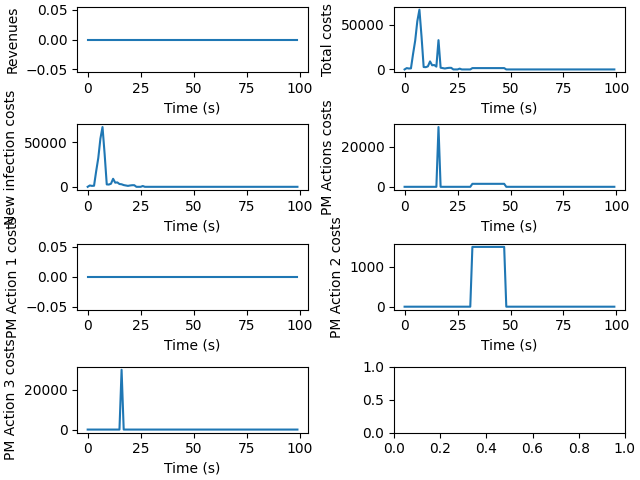 Revenues
0.05
0.00
−0.05
0 25 50 75 100
Time (s)
Total costs
50000
0
0 25 50 75 100
Time (s)
New infection costs
50000
0
0 25 50 75 100
Time (s)
PM Actions costs
20000
0
0 25 50 75 100
Time (s)
PM Action 1 costs
0.05
0.00
−0.05
0 25 50 75 100
Time (s)
PM Action 2 costs
1000
0
0 25 50 75 100
Time (s)
PM Action 3 costs
20000
0
0 25 50 75 100
Time (s)
1.0
0.5
0.0
0.0 0.2 0.4 0.6 0.8 1.0